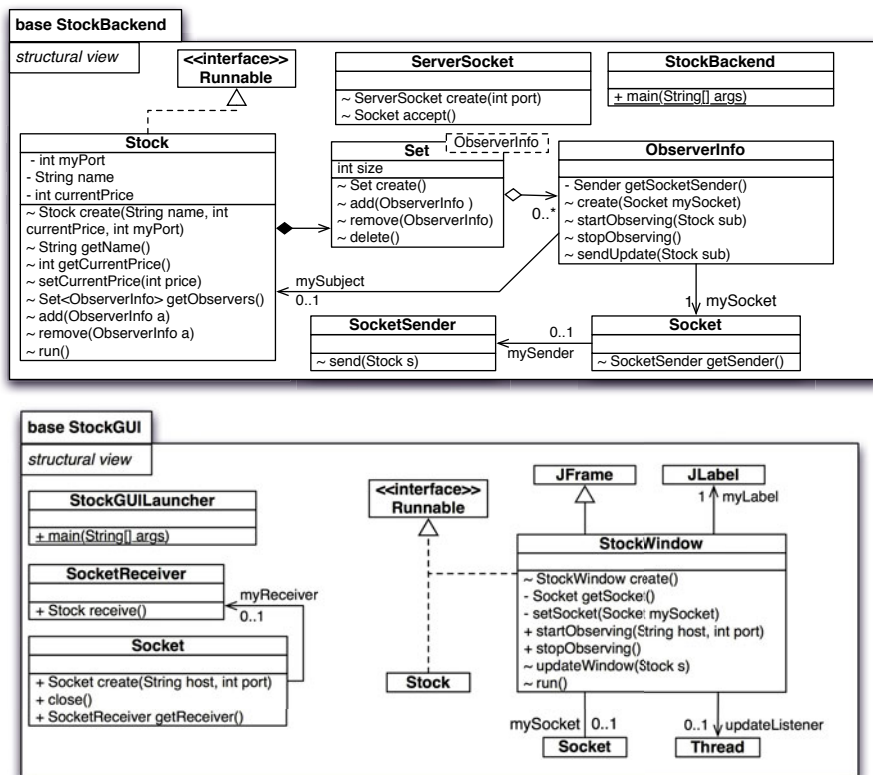 base StockBackend
structural view
<<interface>>
Runnable
ServerSocket
~ ServerSocket create(int port)
~ Socket accept()
StockBackend
+ main(String[] args)
Stock
- int myPort
- String name
- int currentPrice
~ Stock create(String name, int
currentPrice, int myPort)
~ String getName()
~ int getCurrentPrice()
~ setCurrentPrice(int price)
~ Set<ObserverInfo> getObservers()
~ add(ObserverInfo a)
~ remove(ObserverInfo a)
~ run()
ObserverInfo
Set
int size
~ Set create()
~ add(ObserverInfo )
~ remove(ObserverInfo)
~ delete()
0..*
ObserverInfo
- Sender getSocketSender()
~ create(Socket mySocket)
~ startObserving(Stock sub)
~ stopObserving()
~ sendUpdate(Stock sub)
mySubject
0..1
1 mySocket
SocketSender
~ send(Stock s)
0..1
mySender
Socket
~ SocketSender getSender()
base StockGUI
structural view
StockGUILauncher
+ main(String[] args)
SocketReceiver
+ Stock receive()
myReceiver
0..1
Socket
+ Socket create(String host, int port)
+ close()
+ SocketReceiver getReceiver()
<<interface>>
Runnable
JFrame
JLabel
1 myLabel
StockWindow
~ StockWindow create()
- Socket getSocket()
- setSocket(Socket mySocket)
+ startObserving(String host, int port)
+ stopObserving()
~ updateWindow(Stock s)
~ run()
Stock
mySocket 0..1
0..1 updateListener
Socket
Thread